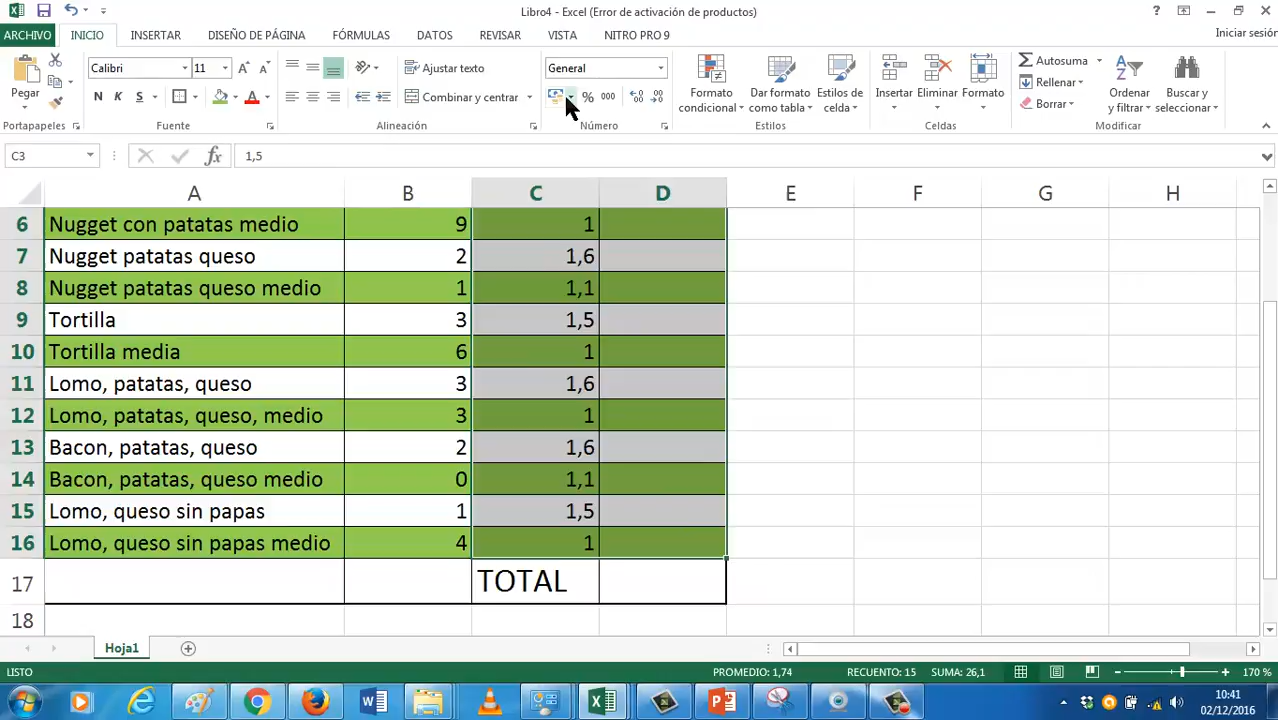 Libro4 - Excel (Error de activación de productos)
ARCHIVO INICIO INSERTAR DISEÑO DE PÁGINA FÓRMULAS DATOS REVISAR VISTA NITRO PRO 9 Iniciar sesión
Pegar
Portapapeles
Calibri 11
N K S
Fuente
Ajustar texto
Combinar y centrar
Alineación
General
% 000
Número
Formato condicional
Dar formato como tabla
Estilos de celda
Estilos
Insertar Eliminar Formato
Celdas
Autosuma
Rellenar
Borrar
Ordenar y filtrar
Buscar y seleccionar
Modificar
C3 fx 1,5
A B C D E F G H
6 Nugget con patatas medio 9 1
7 Nugget patatas queso 2 1,6
8 Nugget patatas queso medio 1 1,1
9 Tortilla 3 1,5
10 Tortilla media 6 1
11 Lomo, patatas, queso 3 1,6
12 Lomo, patatas, queso, medio 3 1
13 Bacon, patatas, queso 2 1,6
14 Bacon, patatas, queso medio 0 1,1
15 Lomo, queso sin papas 1 1,5
16 Lomo, queso sin papas medio 4 1
17 TOTAL
18
Hoja1
LISTO PROMEDIO: 1,74 RECUENTO: 15 SUMA: 26,1 170 %
10:41
02/12/2016